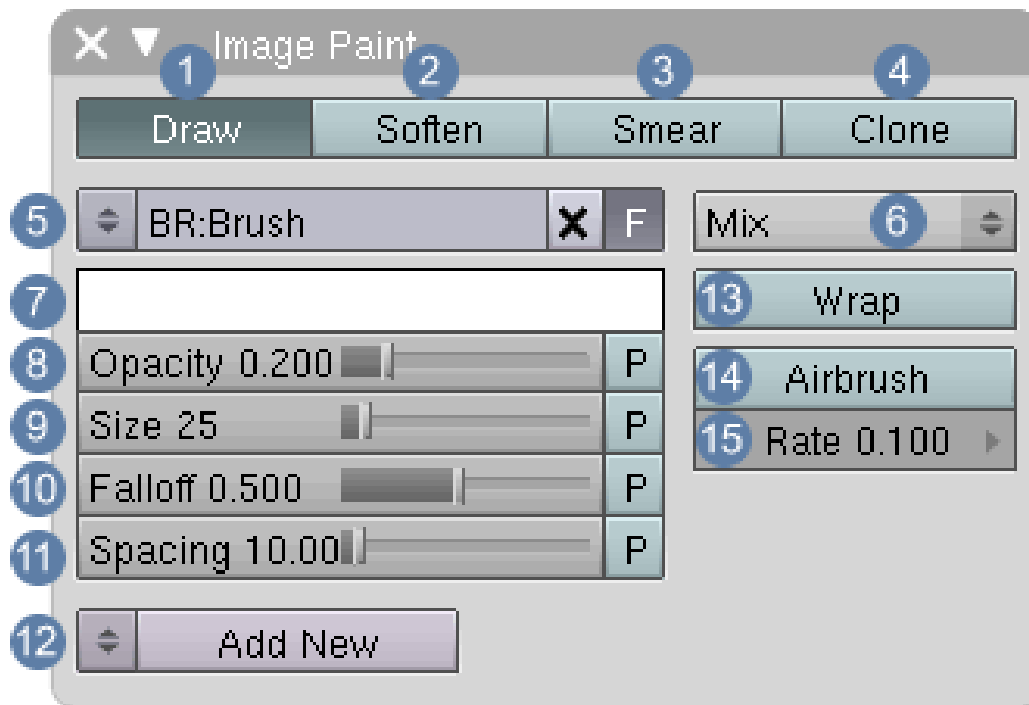 Image Paint
1 2 3 4
Draw Soften Smear Clone
5 BR:Brush X F Mix 6
7 13 Wrap
8 Opacity 0.200 P 14 Airbrush
9 Size 25 P 15 Rate 0.100
10 Falloff 0.500 P
11 Spacing 10.00 P
12 Add New